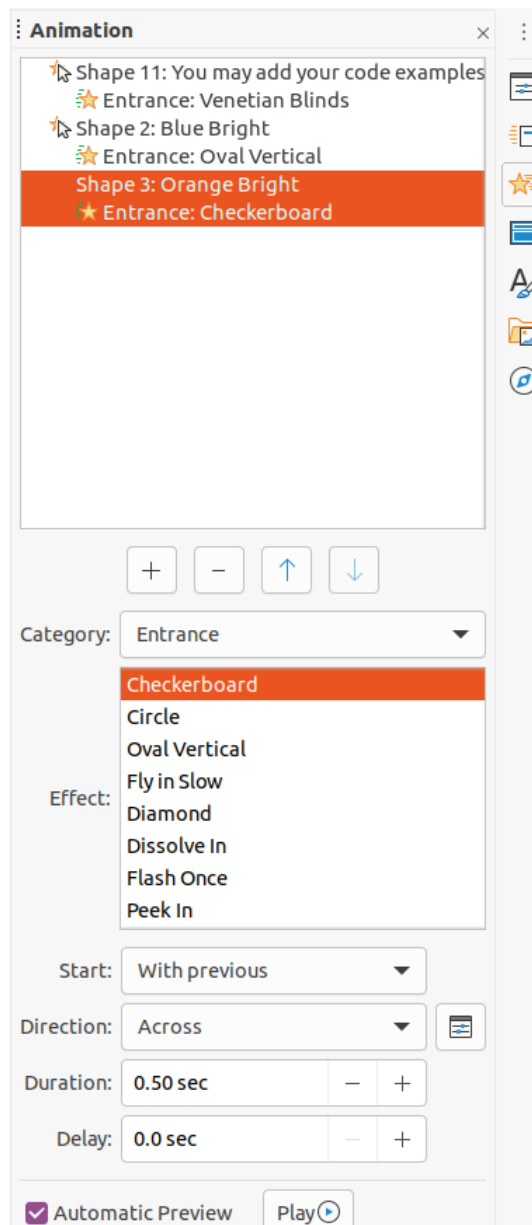 Animation
Shape 11: You may add your code examples
Entrance: Venetian Blinds
Shape 2: Blue Bright
Entrance: Oval Vertical
Shape 3: Orange Bright
Entrance: Checkerboard
Category: Entrance
Checkerboard
Circle
Oval Vertical
Fly in Slow
Effect:
Diamond
Dissolve In
Flash Once
Peek In
Start: With previous
Direction: Across
Duration: 0.50 sec
Delay: 0.0 sec
Automatic Preview Play